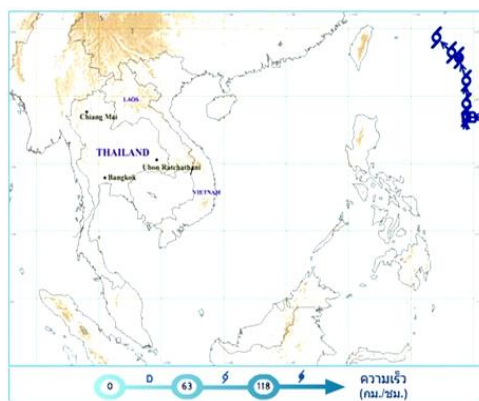 LAOS
Chiang Mai
THAILAND
Ubon Ratchathani
Bangkok
VIETNAM
0 D 63 118 ความเร็ว
(กม./ชม.)